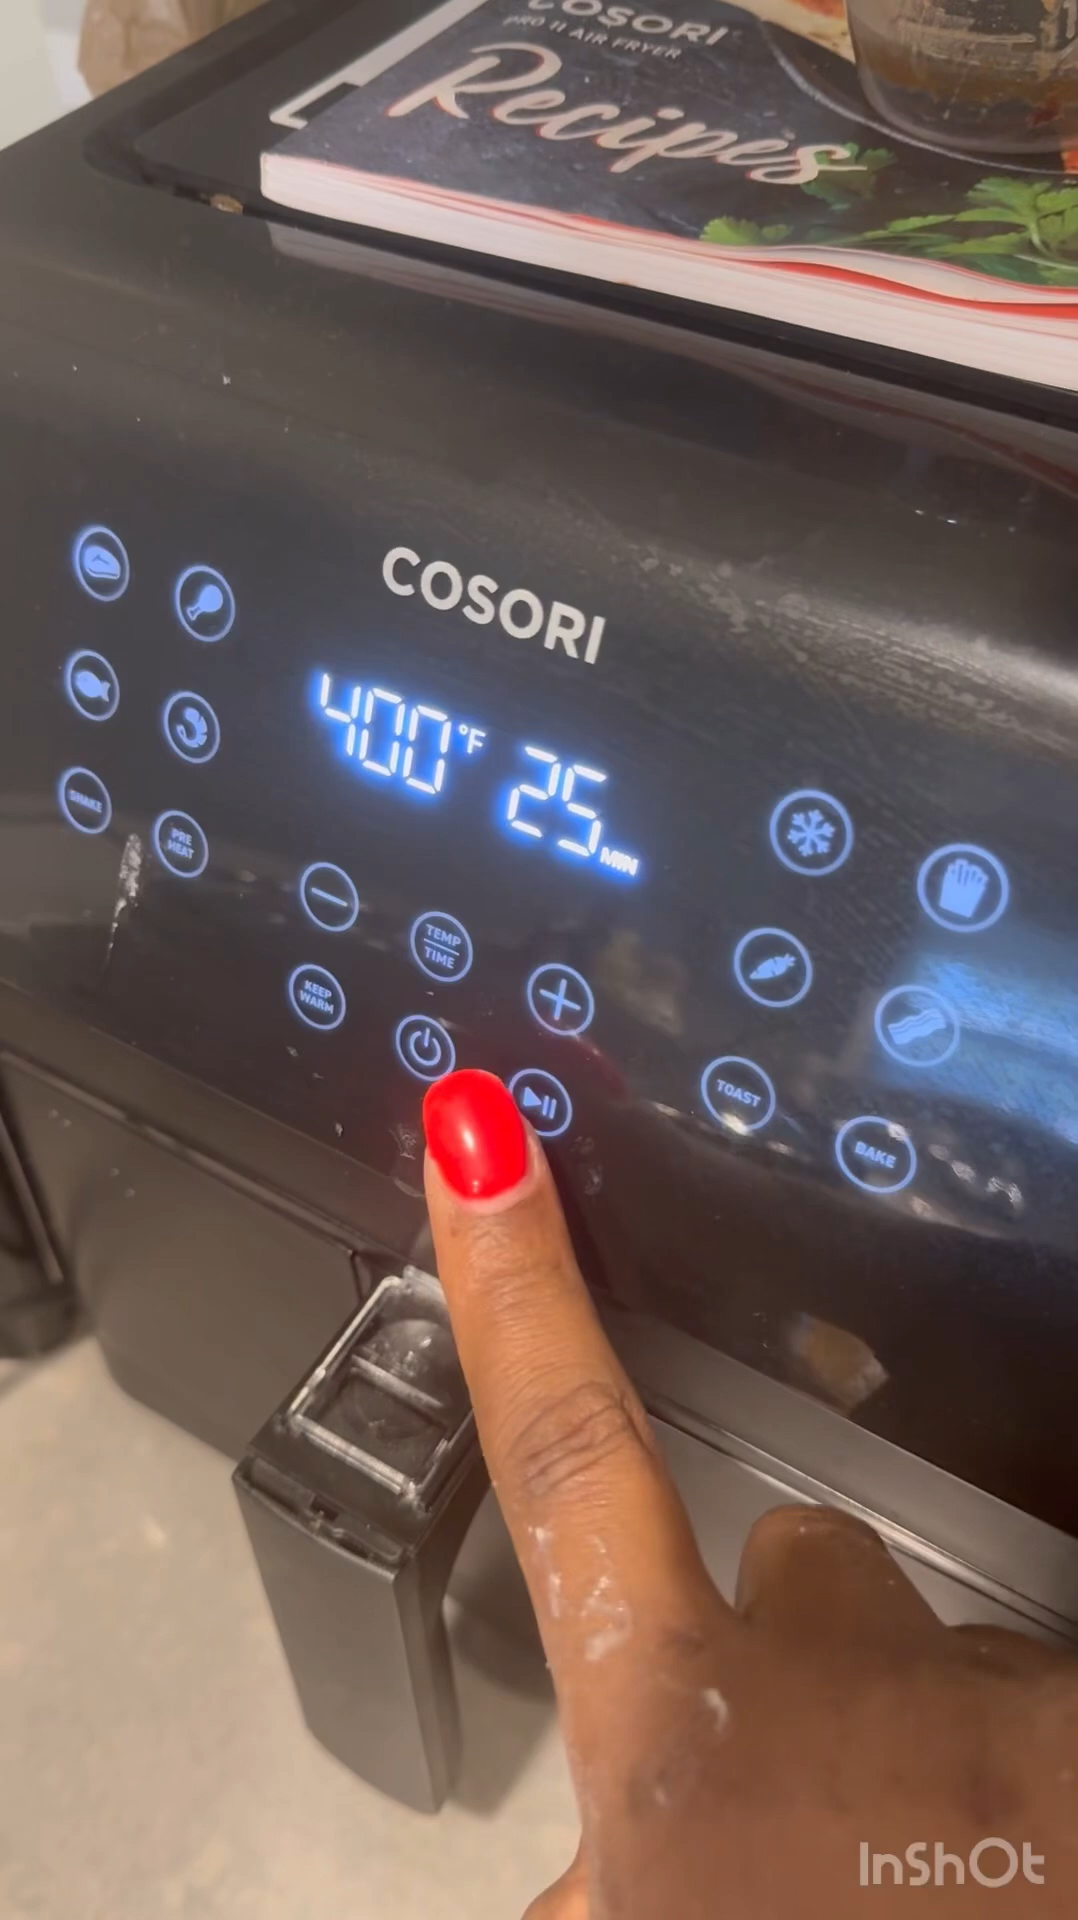 COSORI
PRO II AIR FRYER
Recipes
COSORI
400°F 25 MIN
SHAKE
PRE HEAT
TEMP
TIME
KEEP
WARM
TOAST
BAKE
InShOt